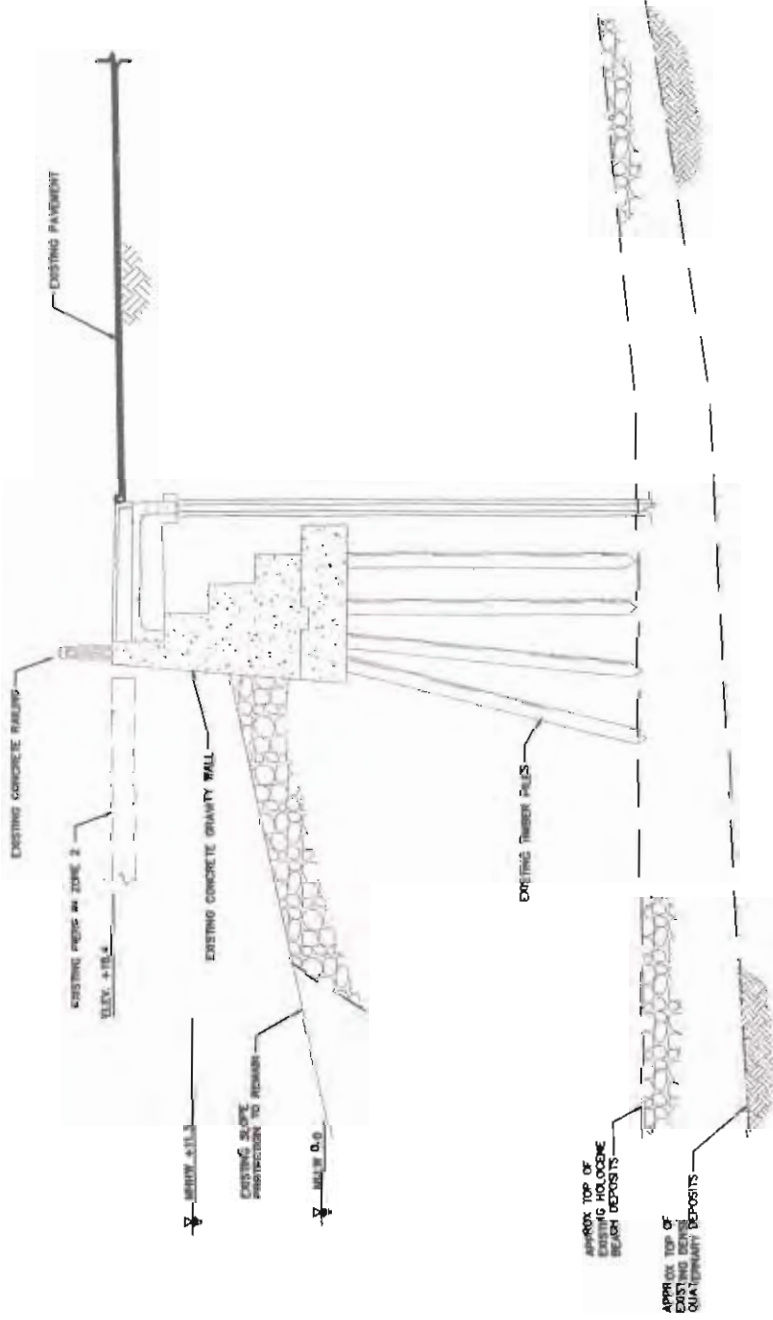 EXISTING PAVEMENT
EXISTING CONCRETE RAILING
EXISTING PIERS IN ZONE 2
ELEV. +18.4
EXISTING CONCRETE GRAVITY WALL
MHHW +11.3
EXISTING SLOPE
PROTECTION TO REMAIN
MLLW 0.0
EXISTING TIMBER PILES
APPROX TOP OF
EXISTING HOLOCENE
BEACH DEPOSITS
APPROX TOP OF
EXISTING DENSE
QUATERNARY DEPOSITS